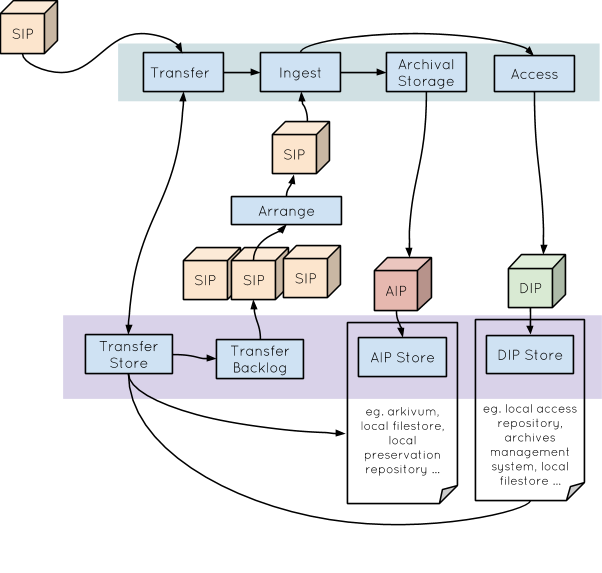 SIP
Transfer
Ingest
Archival
Storage
Access
SIP
Arrange
SIP
SIP
SIP
AIP
DIP
Transfer
Store
Transfer
Backlog
AIP Store
DIP Store
eg. arkivum,
local filestore,
local
preservation
repository ...
eg. local access
repository,
archives
management
system, local
filestore ...